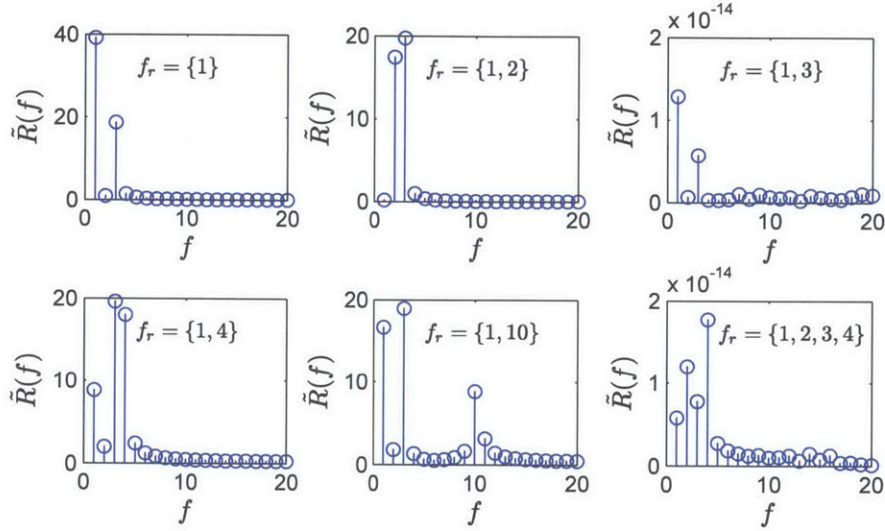 40
20
0
R̃(f)
f_r = {1}
0 10 20
f
20
10
0
R̃(f)
f_r = {1, 2}
0 10 20
f
x 10^-14
2
1
0
R̃(f)
f_r = {1, 3}
0 10 20
f
20
10
0
R̃(f)
f_r = {1, 4}
0 10 20
f
20
10
0
R̃(f)
f_r = {1, 10}
0 10 20
f
x 10^-14
2
1
0
R̃(f)
f_r = {1, 2, 3, 4}
0 10 20
f